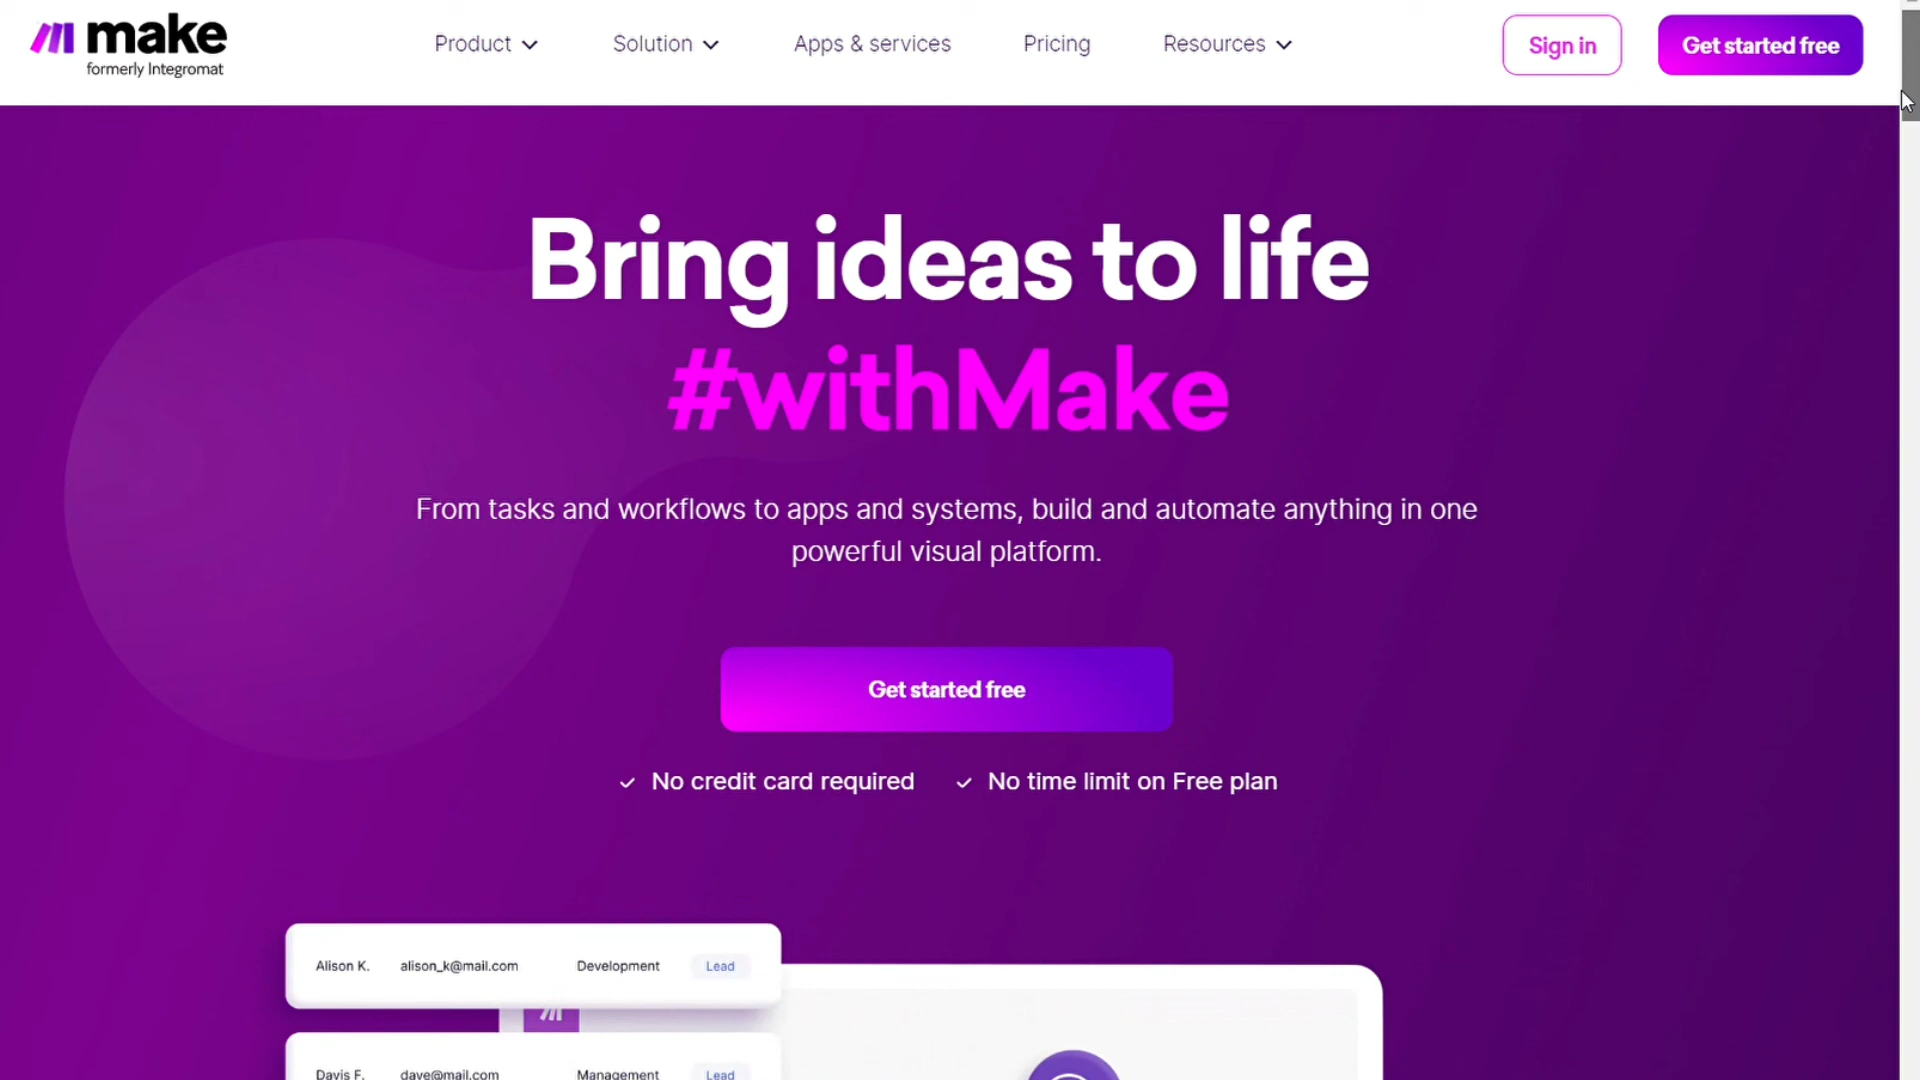 make
formerly Integromat
Product
Solution
Apps & services
Pricing
Resources
Sign in
Get started free
Bring ideas to life
#withMake
From tasks and workflows to apps and systems, build and automate anything in one
powerful visual platform.
Get started free
No credit card required
No time limit on Free plan
Alison K. alison_k@mail.com Development Lead
Davis F. dave@mail.com Management Lead